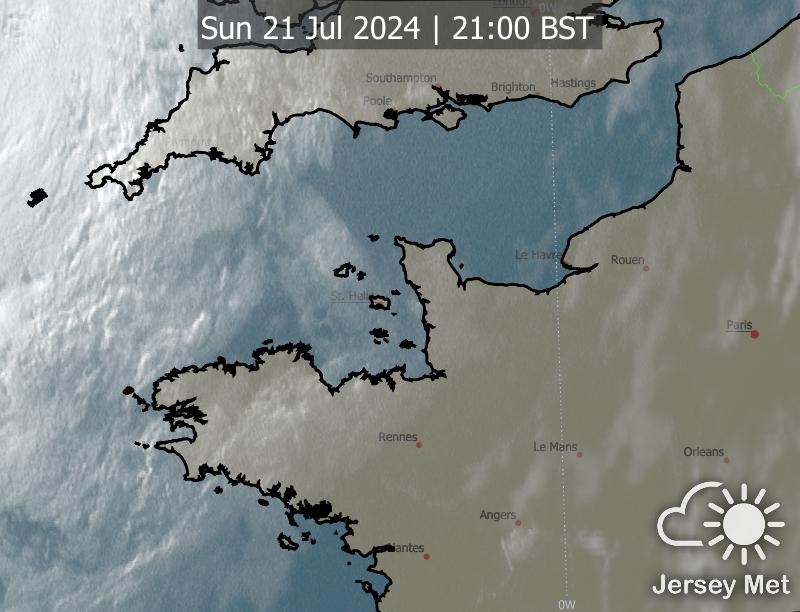 London
0W
Sun 21 Jul 2024 | 21:00 BST
Southampton
Brighton
Hastings
Poole
Le Havre
Rouen
St. Heli
Paris
Rennes
Le Mans
Orleans
Angers
Nantes
0W
Jersey Met